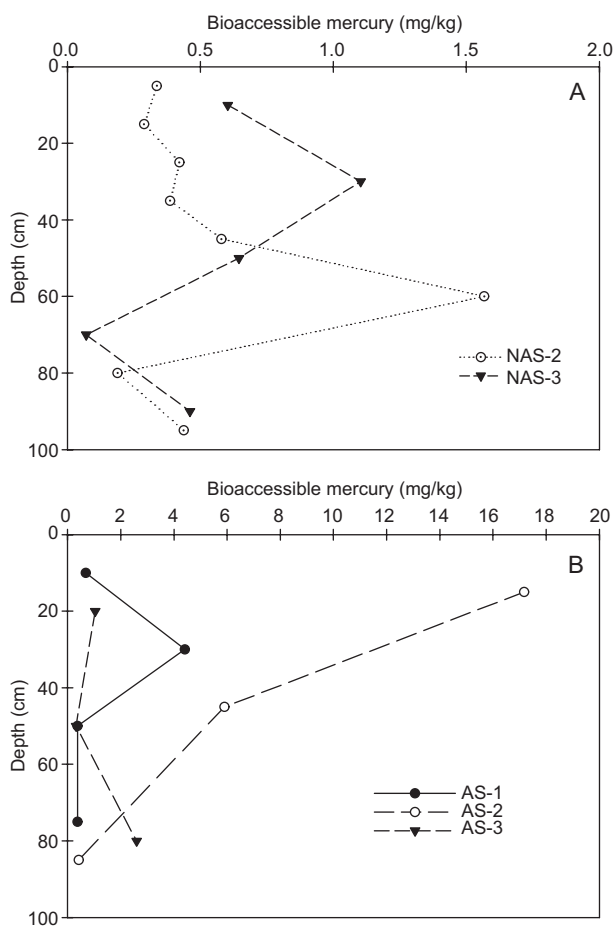 Bioaccessible mercury (mg/kg)
0.0 0.5 1.0 1.5 2.0
0
20
40
60
80
100
Depth (cm)
A
NAS-2
NAS-3
Bioaccessible mercury (mg/kg)
0 2 4 6 8 10 12 14 16 18 20
0
20
40
60
80
100
Depth (cm)
B
AS-1
AS-2
AS-3